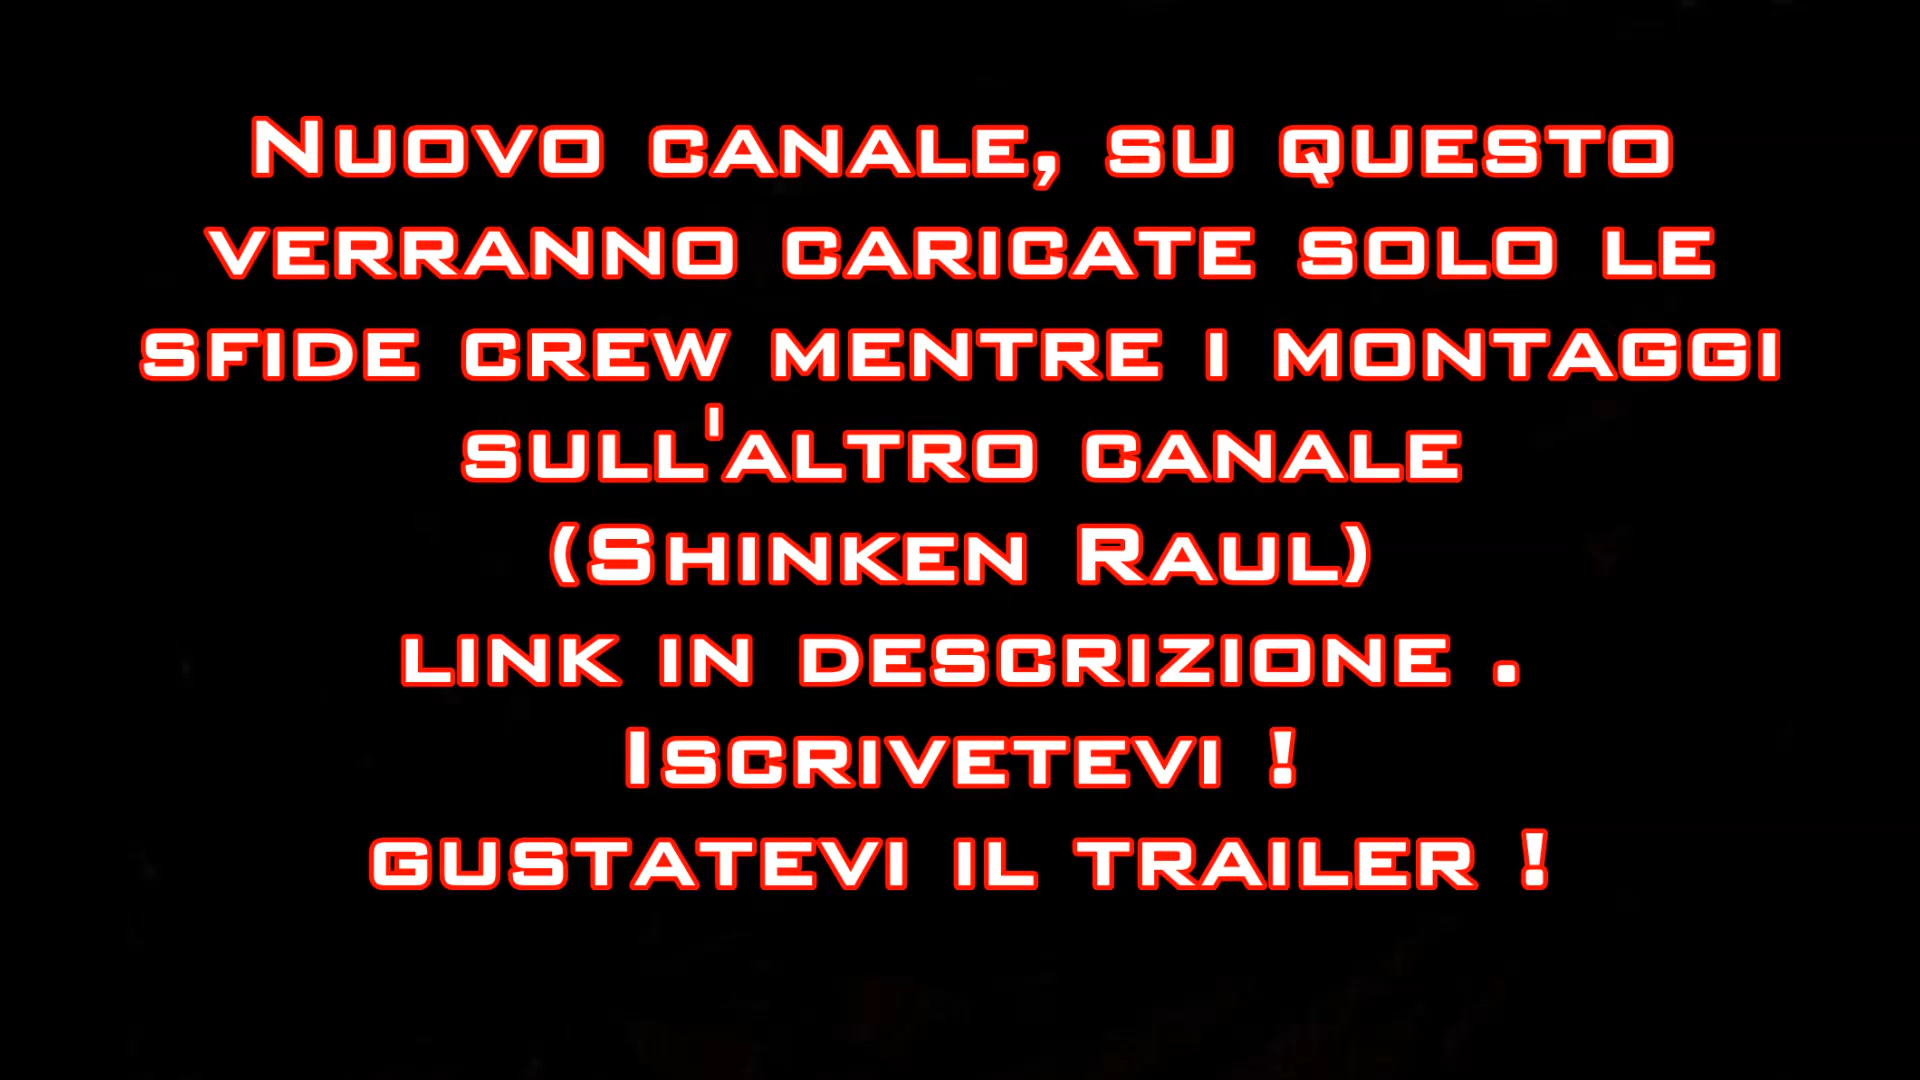 Nuovo canale, su questo
verranno caricate solo le
sfide crew mentre i montaggi
sull'altro canale
(Shinken Raul)
link in descrizione .
Iscrivetevi !
gustatevi il trailer !